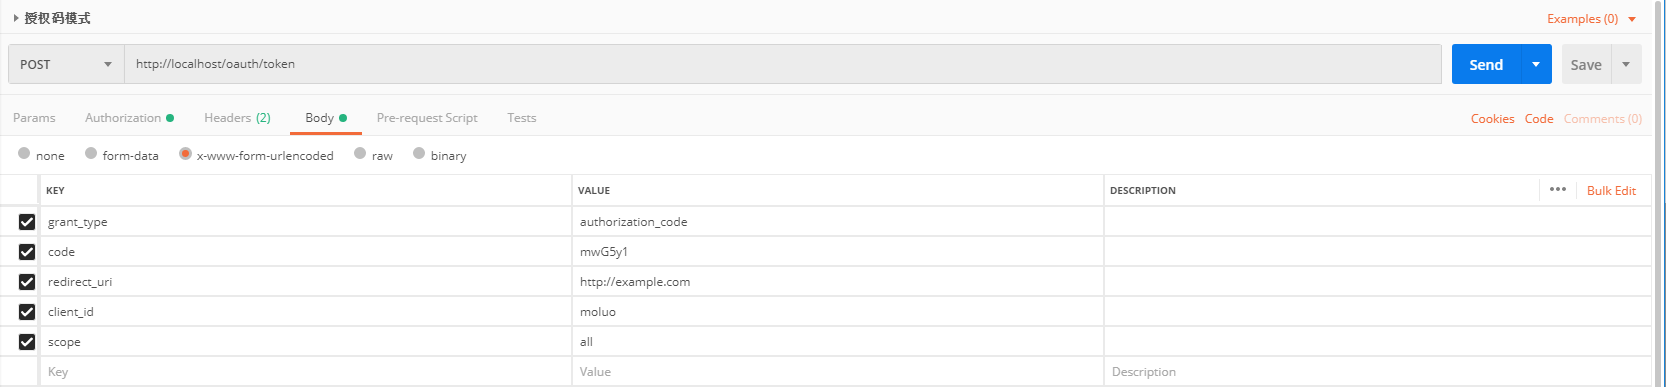 授权码模式 Examples (0)
POST http://localhost/oauth/token Send Save
Params Authorization Headers (2) Body Pre-request Script Tests Cookies Code Comments (0)
none form-data x-www-form-urlencoded raw binary
KEY VALUE DESCRIPTION ••• Bulk Edit
grant_type authorization_code
code mwG5y1
redirect_uri http://example.com
client_id moluo
scope all
Key Value Description